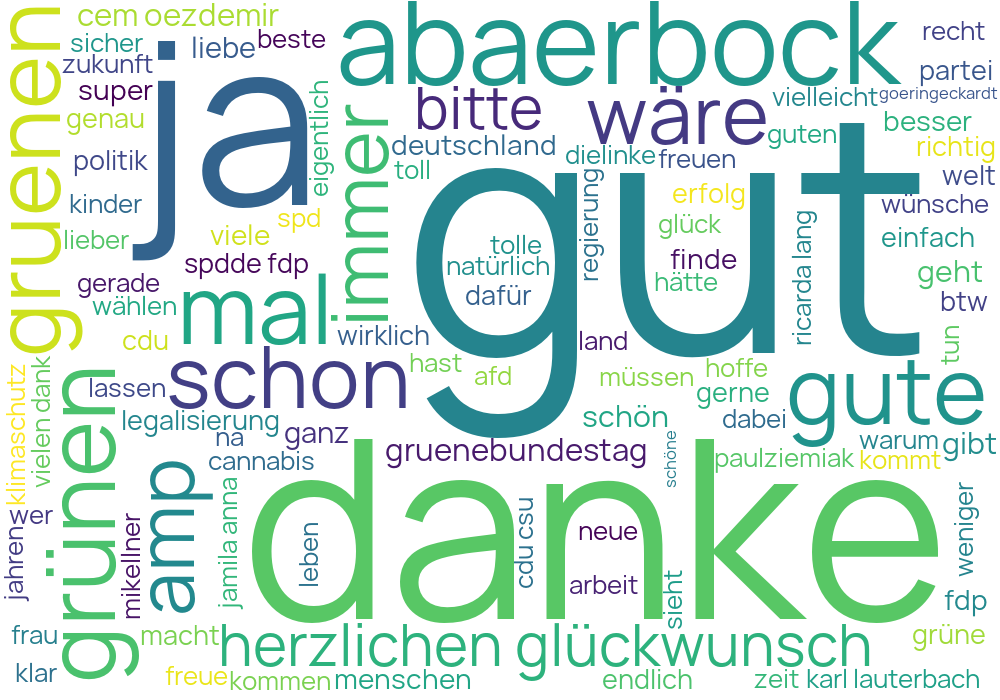 cem oezdemir
sicher
liebe
beste
zukunft
super
genau
politik
kinder
lieber
gruenen
ja
abaerbock
recht
partei
vielleicht
goeringeckardt
bitte
wäre
guten
besser
richtig
eigentlich
immer
deutschland
toll
dielinke
freuen
welt
wünsche
erfolg
glück
einfach
spd
viele
spdde fdp
gerade
wählen
mal
cdu
tolle
natürlich
dafür
regierung
finde
hätte
ricarda lang
geht
btw
gut
wirklich
land
tun
schon
hast
afd
müssen
hoffe
gerne
gute
lassen
legalisierung
na
ganz
cannabis
klimaschutz
vielen dank
grünen
schön
dabei
warum
gibt
gruenebundestag
schöne
paulziemiak
kommt
amp
danke
jahren
wer
mikellner
jamila anna
leben
cdu csu
neue
arbeit
sieht
weniger
fdp
frau
klar
macht
herzlichen glückwunsch
grüne
freue
kommen
menschen
endlich
zeit
karl lauterbach